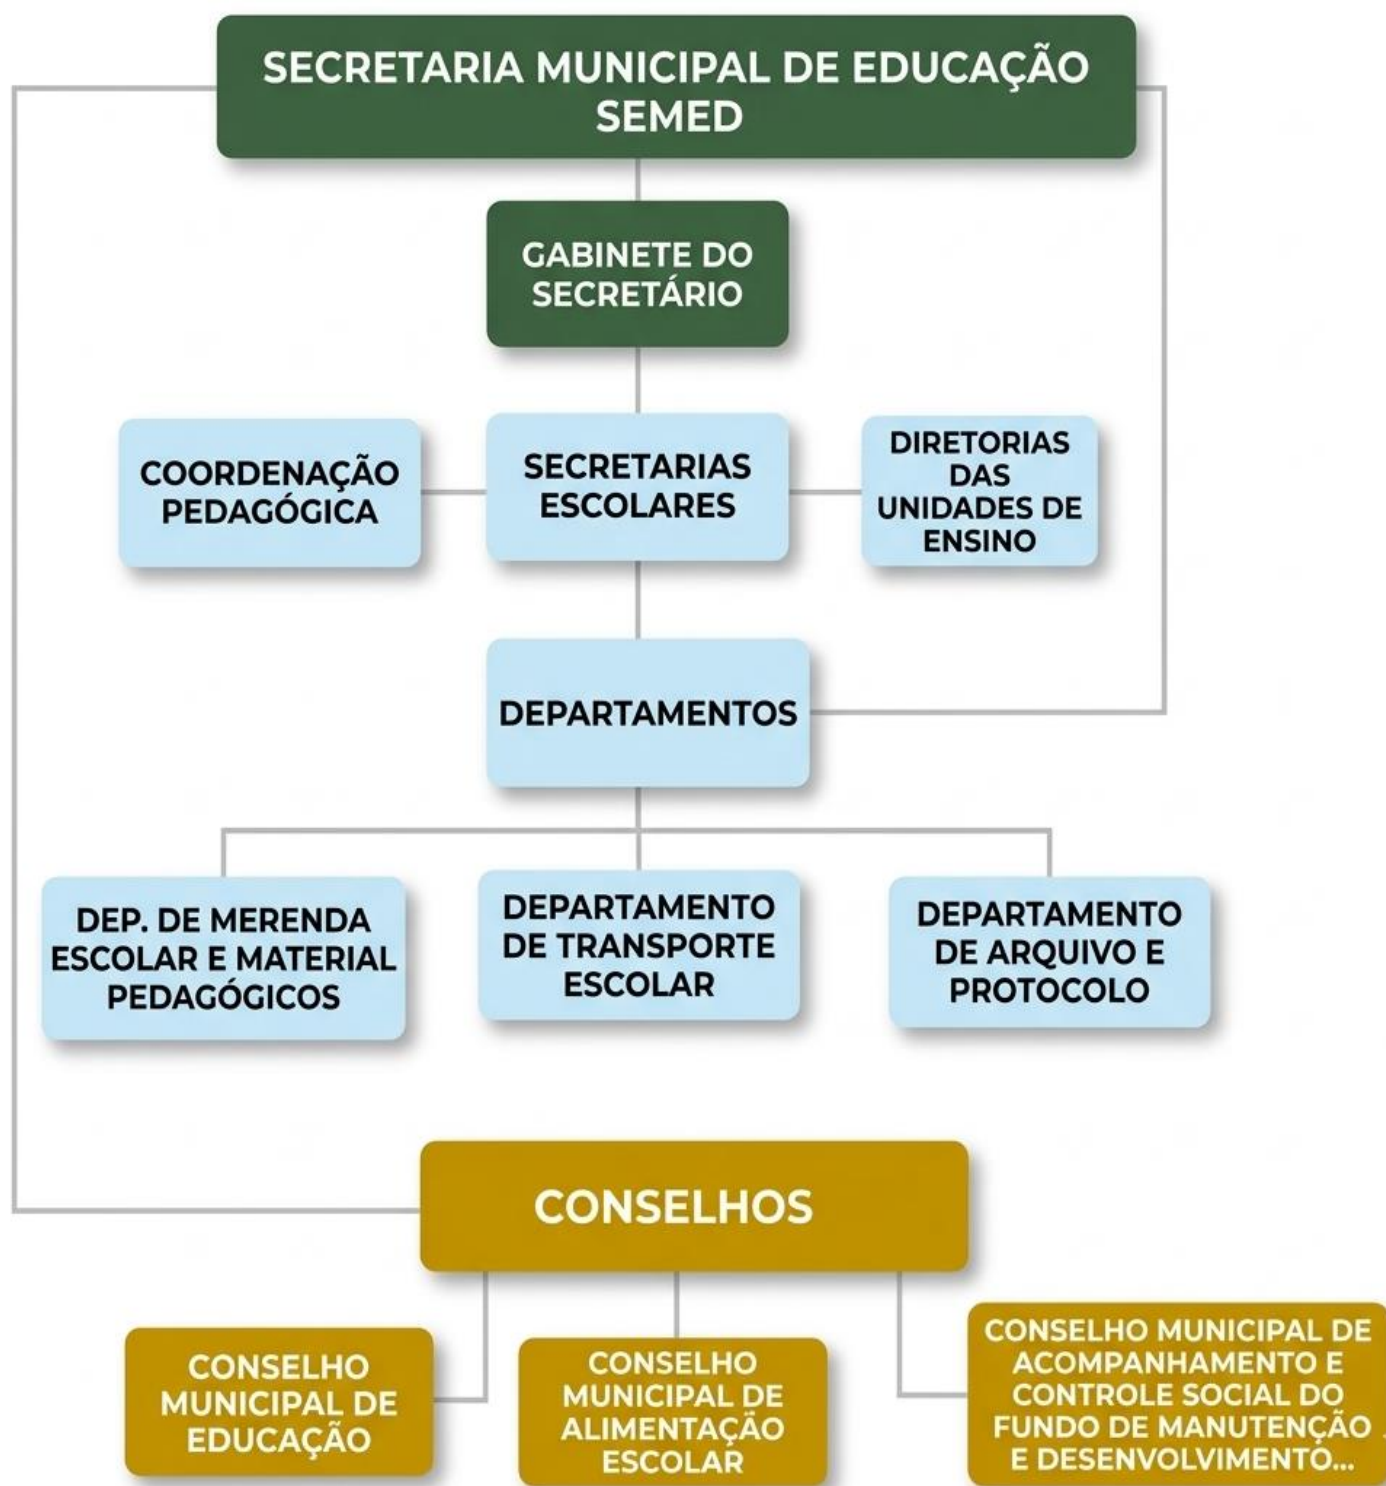 SECRETARIA MUNICIPAL DE EDUCAÇÃO
SEMED
GABINETE DO
SECRETÁRIO
COORDENAÇÃO
PEDAGÓGICA
SECRETARIAS
ESCOLARES
DIRETORIAS
DAS
UNIDADES DE
ENSINO
DEPARTAMENTOS
DEP. DE MERENDA
ESCOLAR E MATERIAL
PEDAGÓGICOS
DEPARTAMENTO
DE TRANSPORTE
ESCOLAR
DEPARTAMENTO
DE ARQUIVO E
PROTOCOLO
CONSELHOS
CONSELHO
MUNICIPAL DE
EDUCAÇÃO
CONSELHO
MUNICIPAL DE
ALIMENTAÇÃO
ESCOLAR
CONSELHO MUNICIPAL DE
ACOMPANHAMENTO E
CONTROLE SOCIAL DO
FUNDO DE MANUTENÇÃO
E DESENVOLVIMENTO...